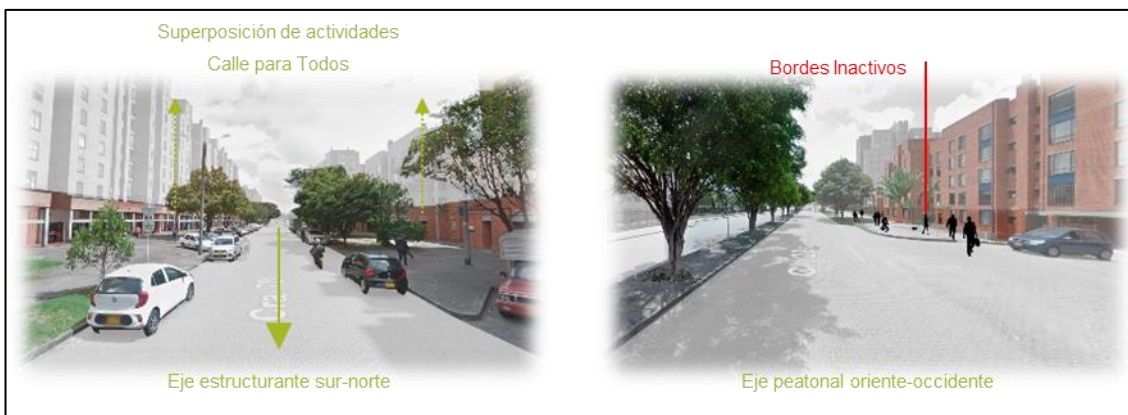 Superposición de actividades
Calle para Todos
Eje estructurante sur-norte
Bordes Inactivos
Eje peatonal oriente-occidente